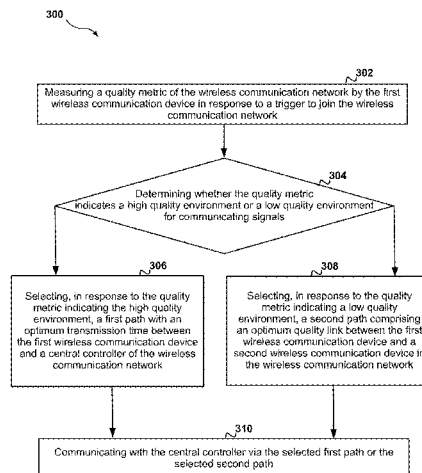 300
302
Measuring a quality metric of the wireless communication network by the first
wireless communication device in response to a trigger to join the wireless
communication network
304
Determining whether the quality metric
indicates a high quality environment or a low quality environment
for communicating signals
306
Selecting, in response to the quality
metric indicating the high quality
environment, a first path with an
optimum transmission time between
the first wireless communication device
and a central controller of the wireless
communication network
308
Selecting, in response to the quality
metric indicating a low quality
environment, a second path comprising
an optimum quality link between the first
wireless communication device and a
second wireless communication device in
the wireless communication network
310
Communicating with the central controller via the selected first path or the
selected second path